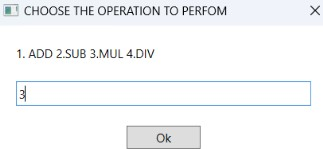 CHOOSE THE OPERATION TO PERFOM
1. ADD 2.SUB 3.MUL 4.DIV
3
Ok